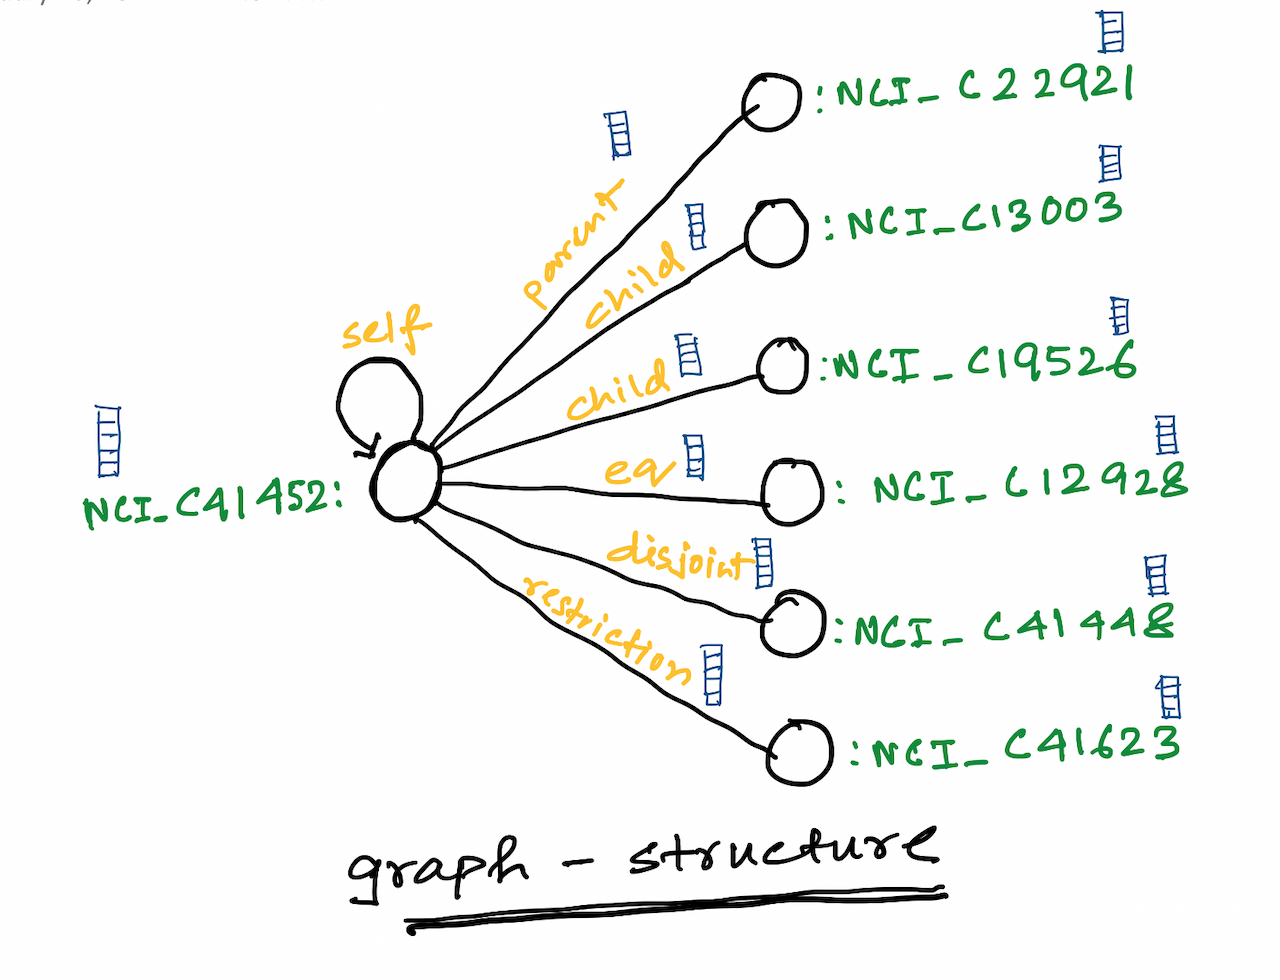 :NCI_C22921
parent
:NCI_C13003
child
self
:NCI_C19526
child
eq
:NCI_C12928
NCI_C41452:
disjoint
:NCI_C41448
restriction
:NCI_C41623
graph - structure